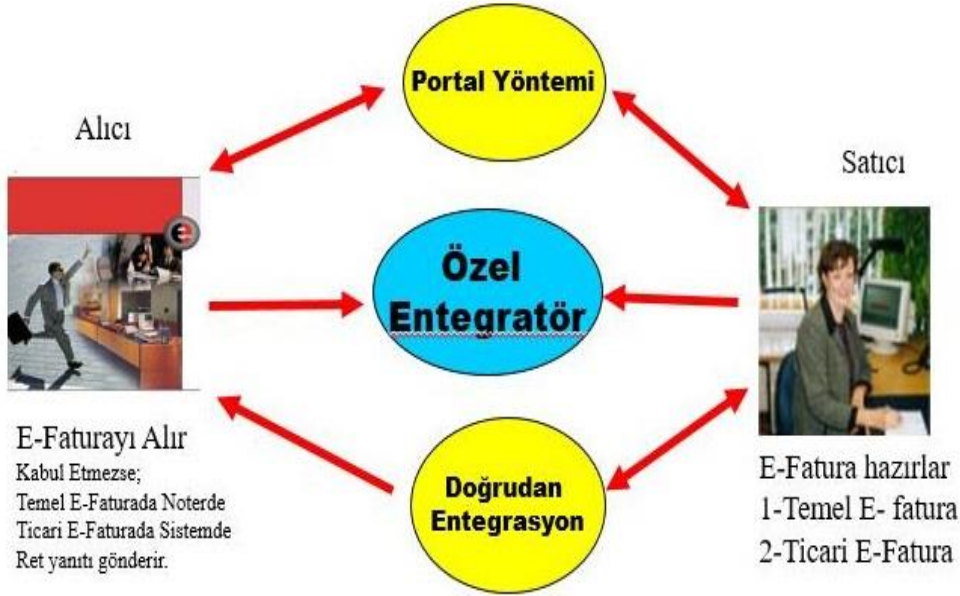 Portal Yöntemi
Alıcı
Satıcı
Özel
Entegratör
E-Faturayı Alır
Kabul Etmezse;
Temel E-Faturada Noterde
Ticari E-Faturada Sistemde
Ret yanıtı gönderir.
Doğrudan
Entegrasyon
E-Fatura hazırlar
1-Temel E- fatura
2-Ticari E-Fatura